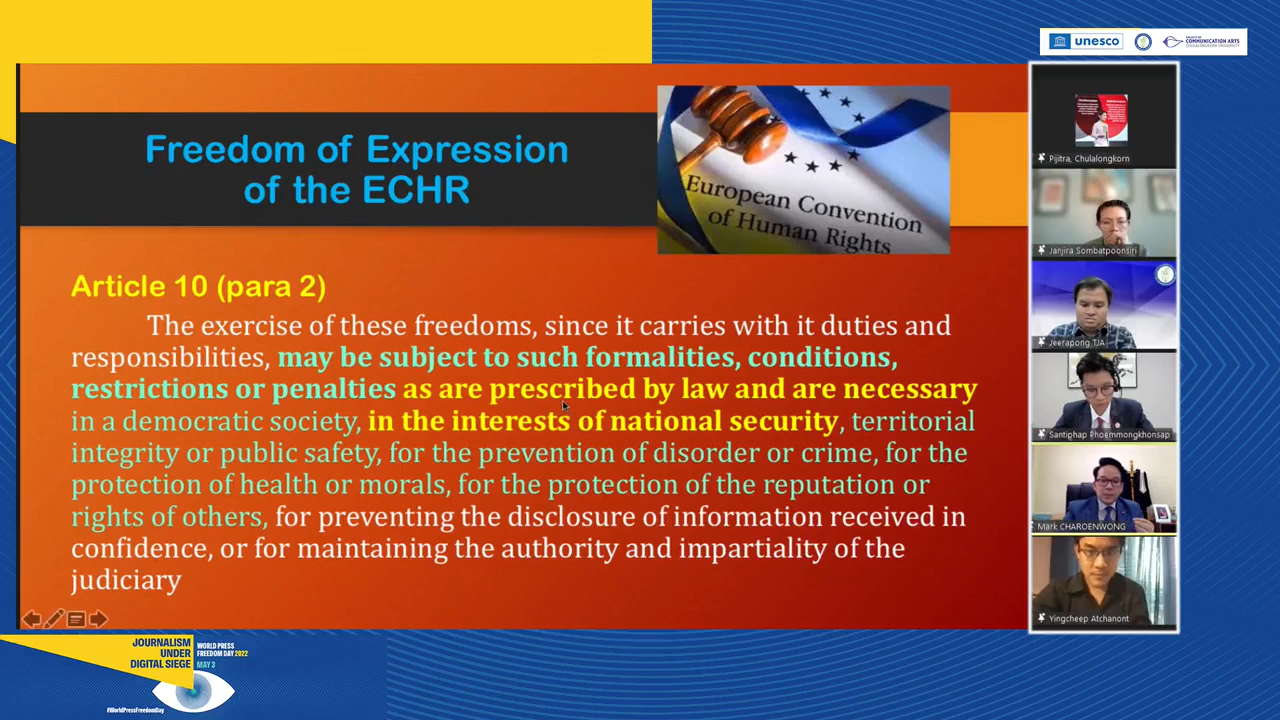 unesco
FACULTY OF
COMMUNICATION ARTS
CHULALONGKORN UNIVERSITY
Freedom of Expression
of the ECHR
European Convention
of Human Rights
Article 10 (para 2)
The exercise of these freedoms, since it carries with it duties and
responsibilities, may be subject to such formalities, conditions,
restrictions or penalties as are prescribed by law and are necessary
in a democratic society, in the interests of national security, territorial
integrity or public safety, for the prevention of disorder or crime, for the
protection of health or morals, for the protection of the reputation or
rights of others, for preventing the disclosure of information received in
confidence, or for maintaining the authority and impartiality of the
judiciary
Pijitra, Chulalongkorn
Janjira Sombatpoonsiri
Jeerapong TJA
Santiphap Phoemmongkhonsap
Mark CHAROENWONG
Yingcheep Atchanont
JOURNALISM
UNDER
DIGITAL SIEGE
WORLD PRESS
FREEDOM DAY 2022
MAY 3
#WorldPressFreedomDay